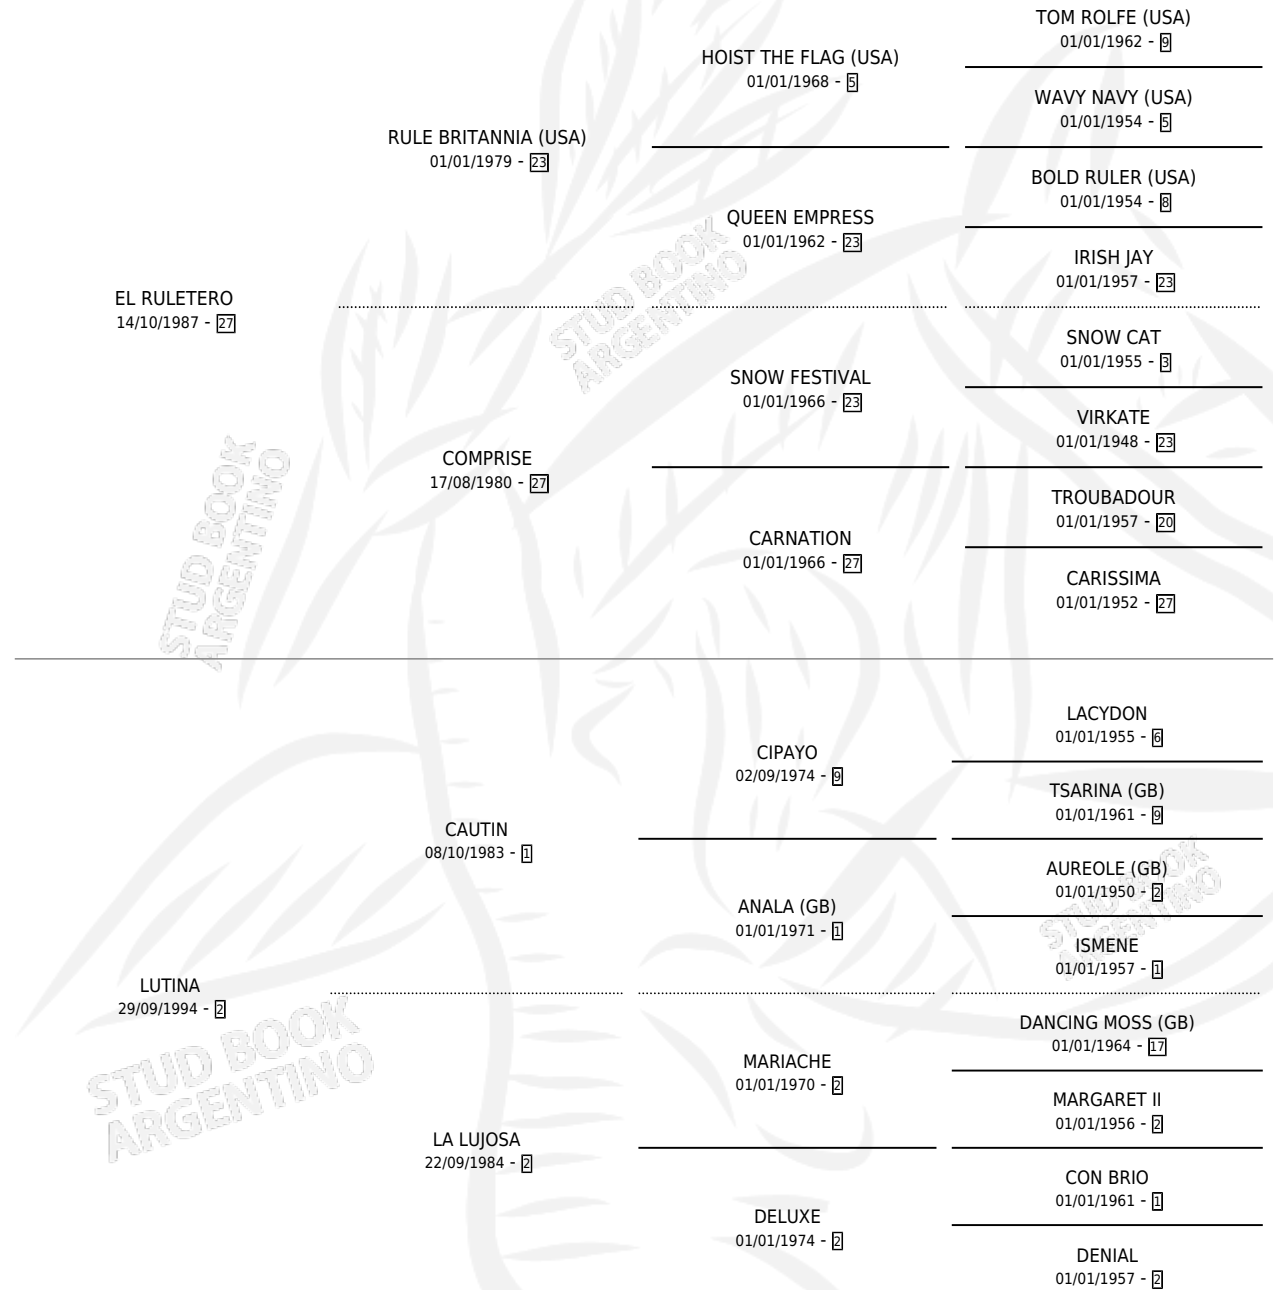 TOM ROLFE (USA)
01/01/1962 - 9
HOIST THE FLAG (USA)
01/01/1968 - 5
WAVY NAVY (USA)
01/01/1954 - 5
RULE BRITANNIA (USA)
01/01/1979 - 23
BOLD RULER (USA)
01/01/1954 - 8
QUEEN EMPRESS
01/01/1962 - 23
IRISH JAY
01/01/1957 - 23
EL RULETERO
14/10/1987 - 27
SNOW CAT
01/01/1955 - 3
SNOW FESTIVAL
01/01/1966 - 23
VIRKATE
01/01/1948 - 23
COMPRISE
17/08/1980 - 27
TROUBADOUR
01/01/1957 - 20
CARNATION
01/01/1966 - 27
CARISSIMA
01/01/1952 - 27
STUD BOOK
ARGENTINO
STUD BOOK
ARGENTINO
LACYDON
01/01/1955 - 6
CIPAYO
02/09/1974 - 9
TSARINA (GB)
01/01/1961 - 9
CAUTIN
08/10/1983 - 1
AUREOLE (GB)
01/01/1950 - 2
ANALA (GB)
01/01/1971 - 1
ISMENE
01/01/1957 - 1
LUTINA
29/09/1994 - 2
DANCING MOSS (GB)
01/01/1964 - 17
MARIACHE
01/01/1970 - 2
MARGARET II
01/01/1956 - 2
LA LUJOSA
22/09/1984 - 2
CON BRIO
01/01/1961 - 1
DELUXE
01/01/1974 - 2
DENIAL
01/01/1957 - 2
STUD BOOK
ARGENTINO
STUD BOOK
ARGENTINO